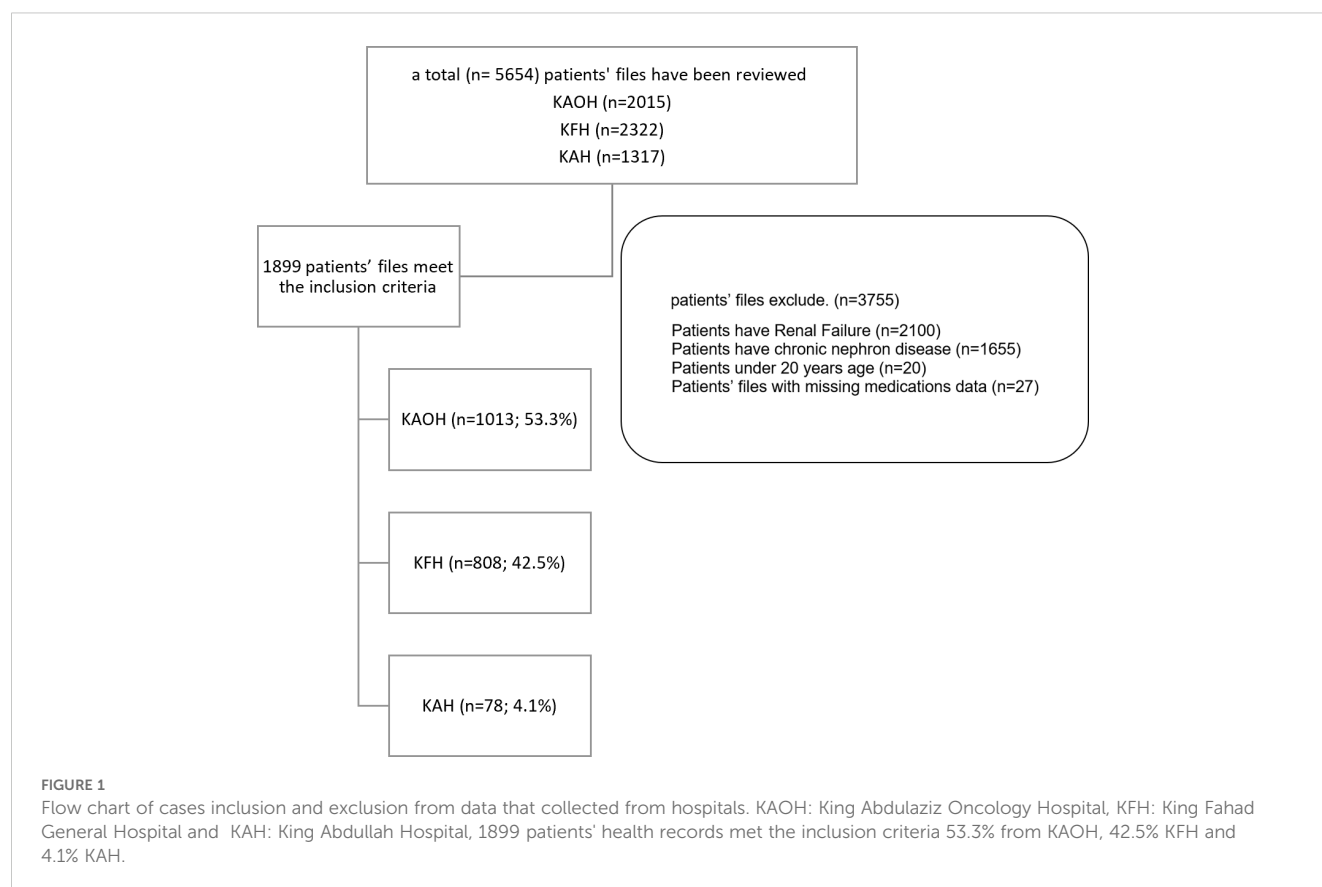 a total (n= 5654) patients' files have been reviewed
KAOH (n=2015)
KFH (n=2322)
KAH (n=1317)
1899 patients’ files meet
the inclusion criteria
patients’ files exclude. (n=3755)
Patients have Renal Failure (n=2100)
Patients have chronic nephron disease (n=1655)
Patients under 20 years age (n=20)
Patients’ files with missing medications data (n=27)
KAOH (n=1013; 53.3%)
KFH (n=808; 42.5%)
KAH (n=78; 4.1%)
FIGURE 1
Flow chart of cases inclusion and exclusion from data that collected from hospitals. KAOH: King Abdulaziz Oncology Hospital, KFH: King Fahad
General Hospital and KAH: King Abdullah Hospital, 1899 patients' health records met the inclusion criteria 53.3% from KAOH, 42.5% KFH and
4.1% KAH.